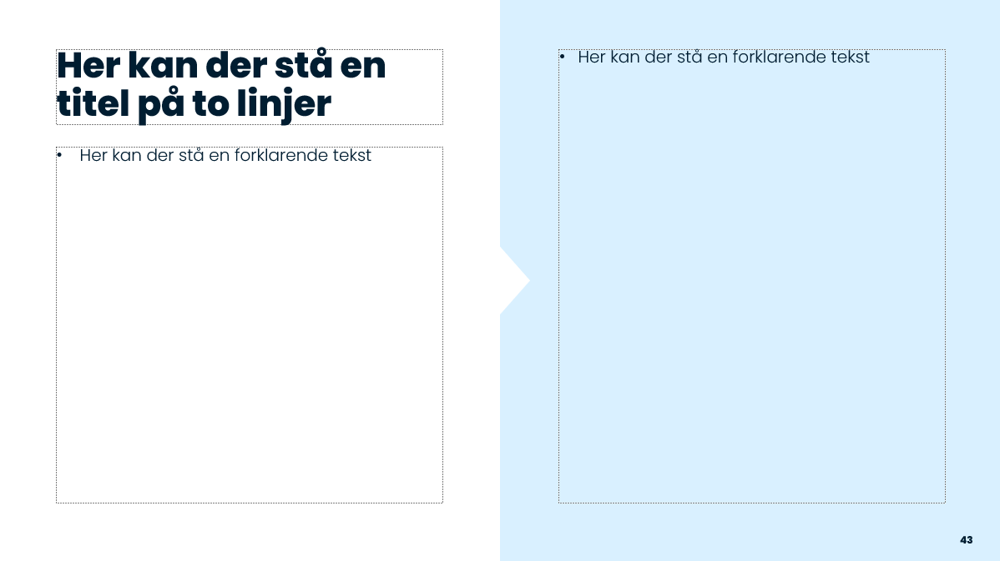 Her kan der stå en
titel på to linjer
• Her kan der stå en forklarende tekst
• Her kan der stå en forklarende tekst
43